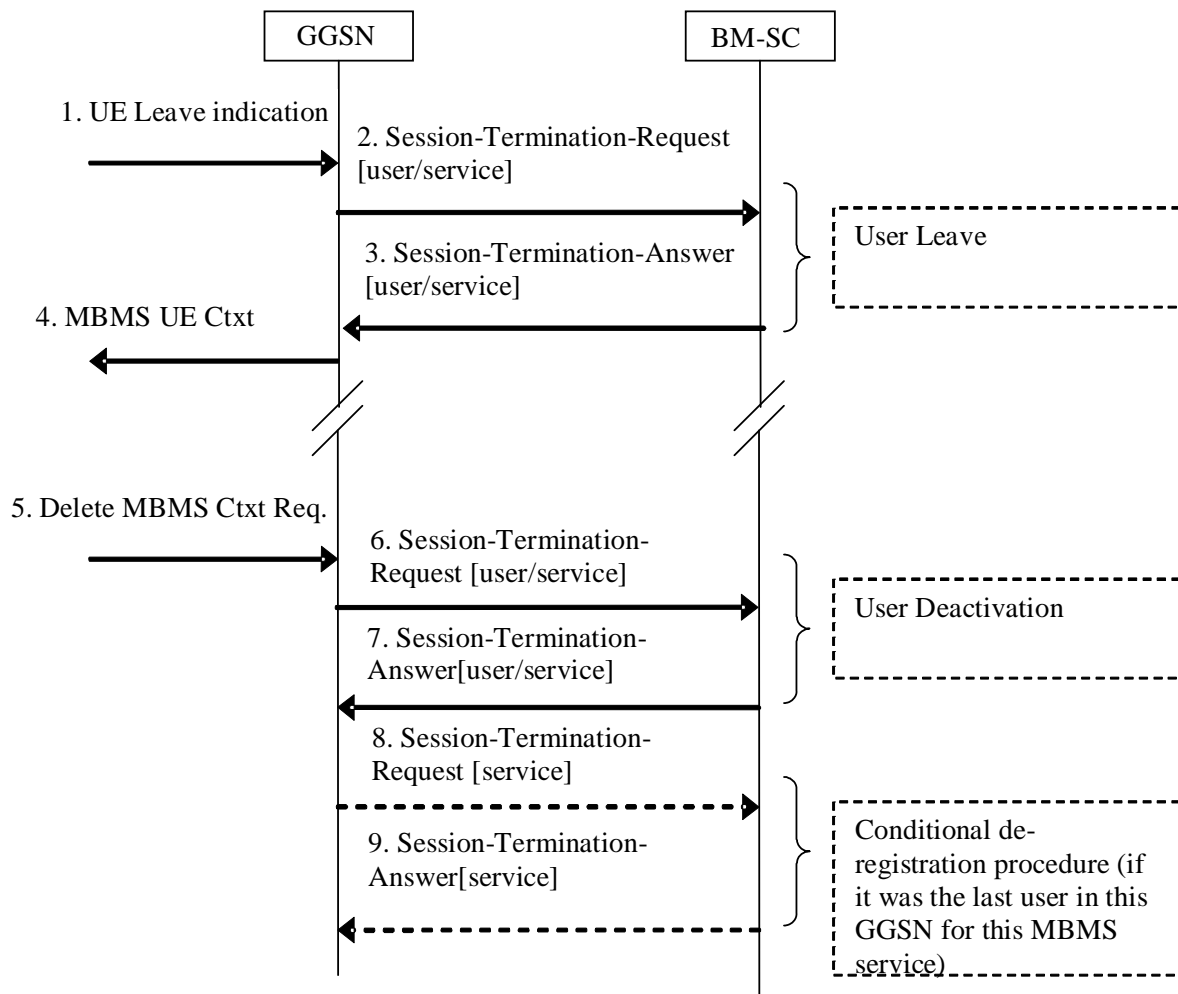 GGSN
BM-SC
1. UE Leave indication
2. Session-Termination-Request
[user/service]
User Leave
3. Session-Termination-Answer
[user/service]
4. MBMS UE Ctxt
5. Delete MBMS Ctxt Req.
6. Session-Termination-
Request [user/service]
User Deactivation
7. Session-Termination-
Answer[user/service]
8. Session-Termination-
Request [service]
9. Session-Termination-
Answer[service]
Conditional de-
registration procedure (if
it was the last user in this
GGSN for this MBMS
service)